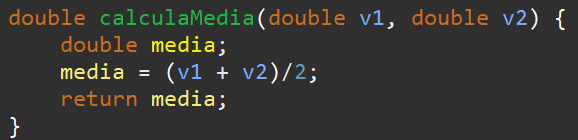 double calculaMedia(double v1, double v2) {
    double media;
    media = (v1 + v2)/2;
    return media;
}